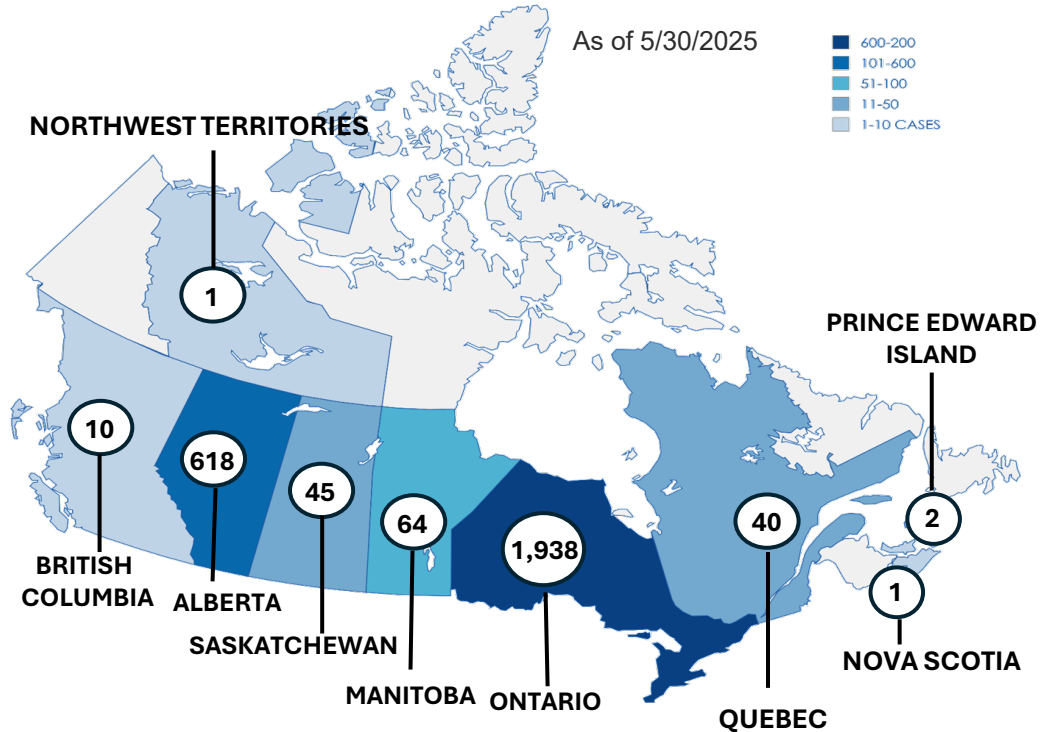 As of 5/30/2025
600-200
101-600
51-100
11-50
1-10 CASES
NORTHWEST TERRITORIES
1
PRINCE EDWARD
ISLAND
10
618
45
64
1,938
40
2
1
BRITISH
COLUMBIA
ALBERTA
SASKATCHEWAN
MANITOBA
ONTARIO
QUEBEC
NOVA SCOTIA